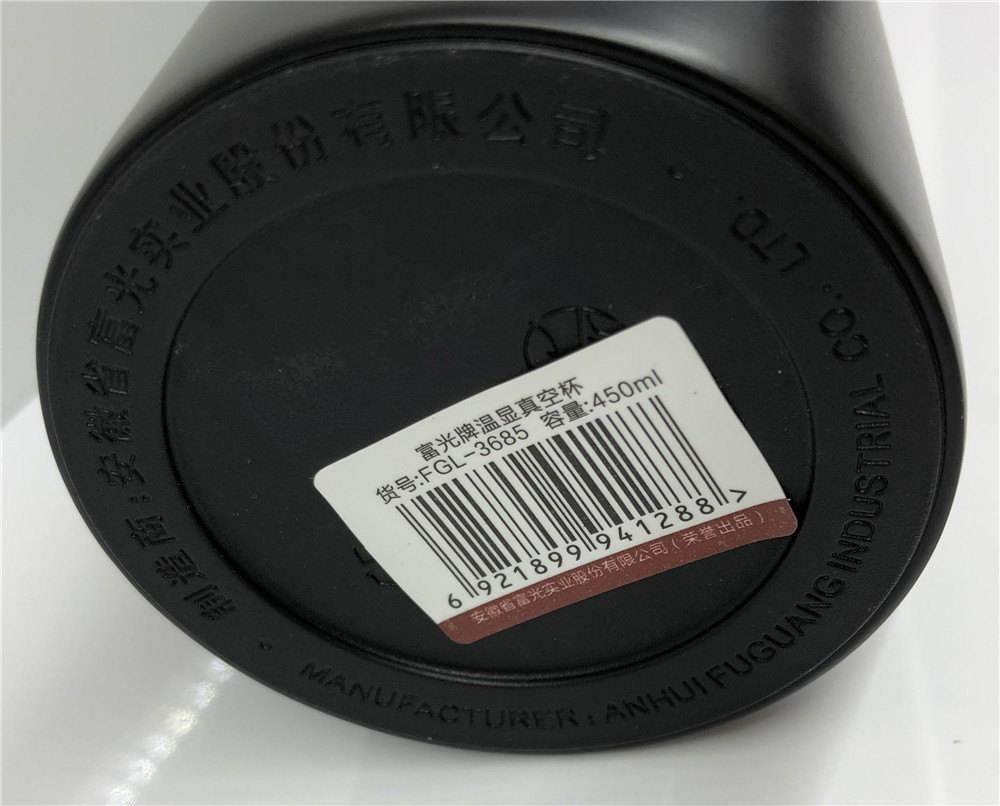 制造商:安徽省富光实业股份有限公司
MANUFACTURER: ANHUI FUGUANG INDUSTRIAL CO., LTD.
富光牌温显真空杯
货号:FGL-3685 容量:450ml
6 921899 941288 >
安徽省富光实业股份有限公司（荣誉出品）